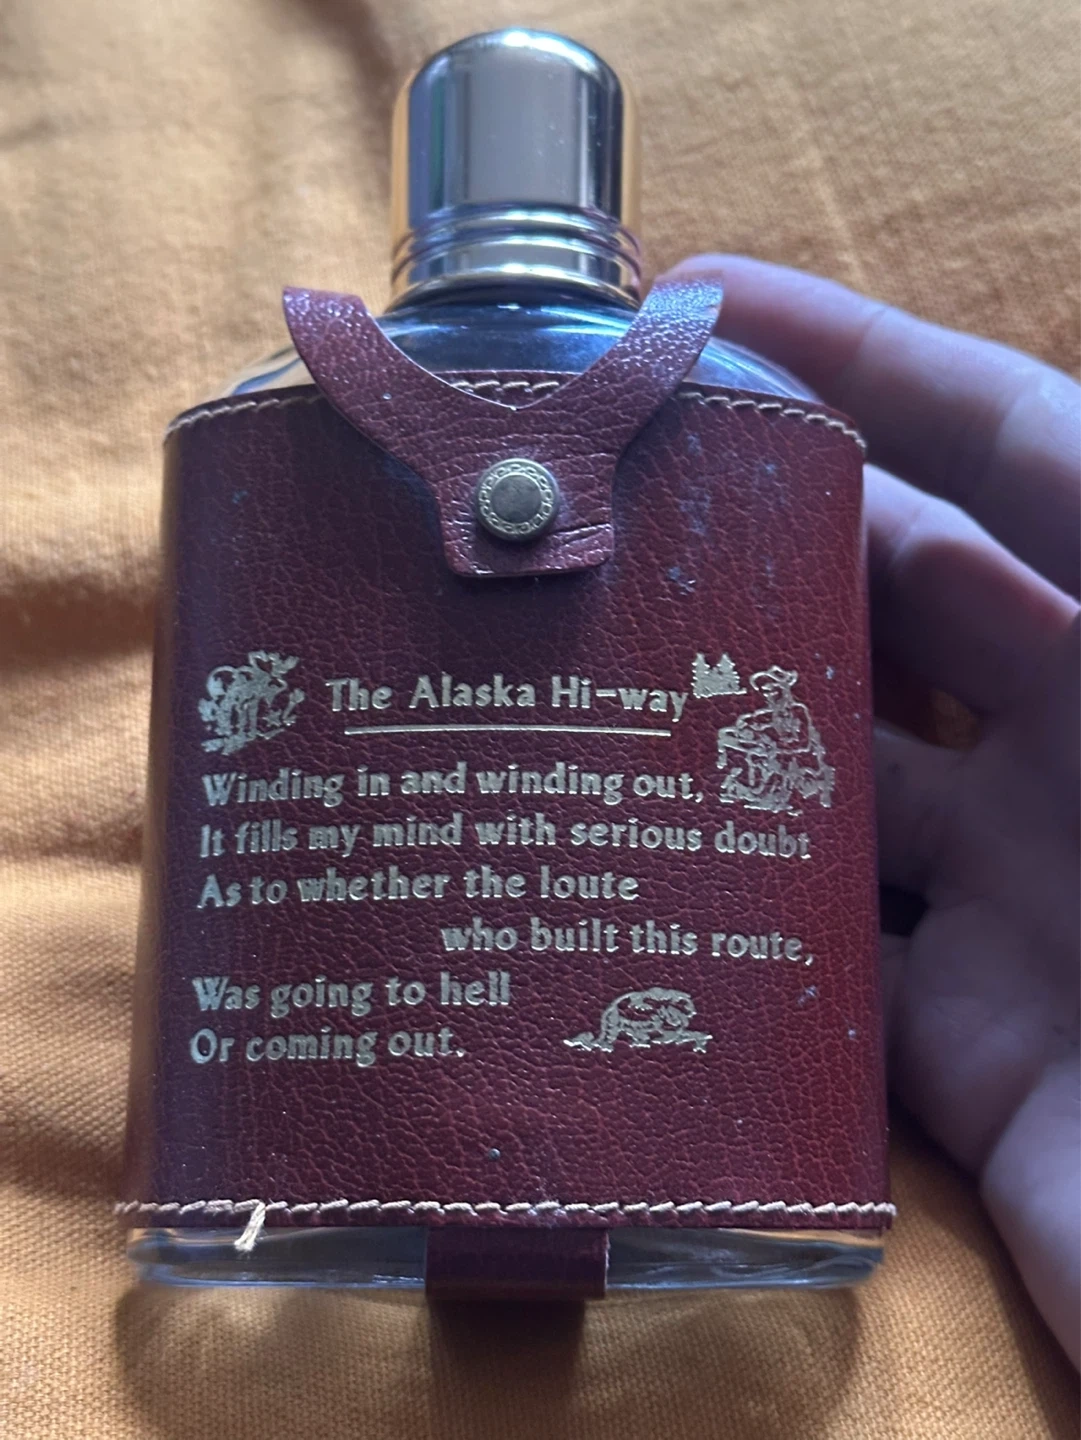 The Alaska Hi-way
Winding in and winding out,
It fills my mind with serious doubt
As to whether the loute
who built this route,
Was going to hell
Or coming out.